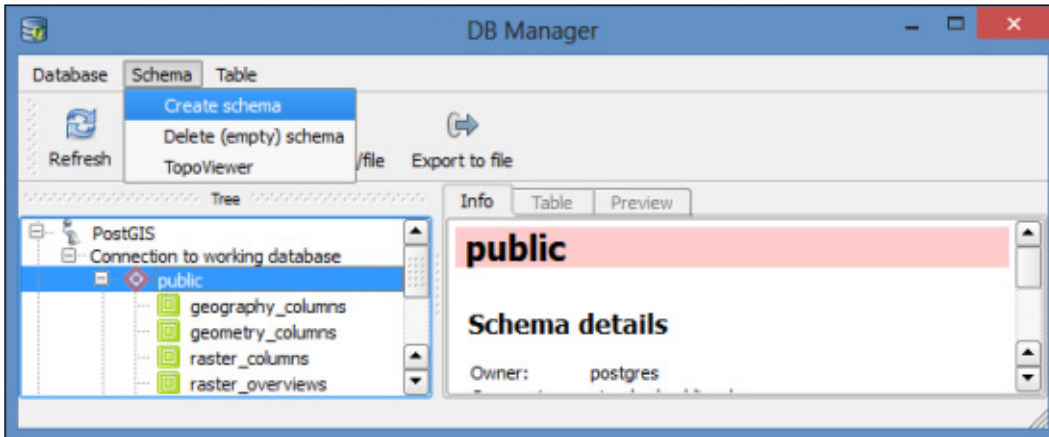 DB Manager
Database Schema Table
Create schema
Delete (empty) schema
TopoViewer
Refresh /file Export to file
Tree
Info Table Preview
PostGIS
Connection to working database
public
geography_columns
geometry_columns
raster_columns
raster_overviews
public
Schema details
Owner: postgres